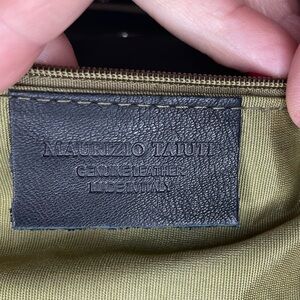 MAURIZIO TAIUTI
GENUINE LEATHER
MADE IN ITALY